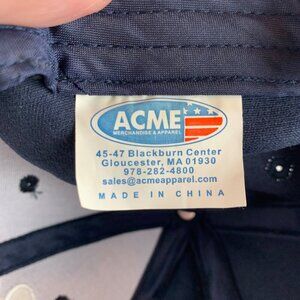 ACME
MERCHANDISE & APPAREL
45-47 Blackburn Center
Gloucester, MA 01930
978-282-4800
sales@acmeapparel.com
MADE IN CHINA